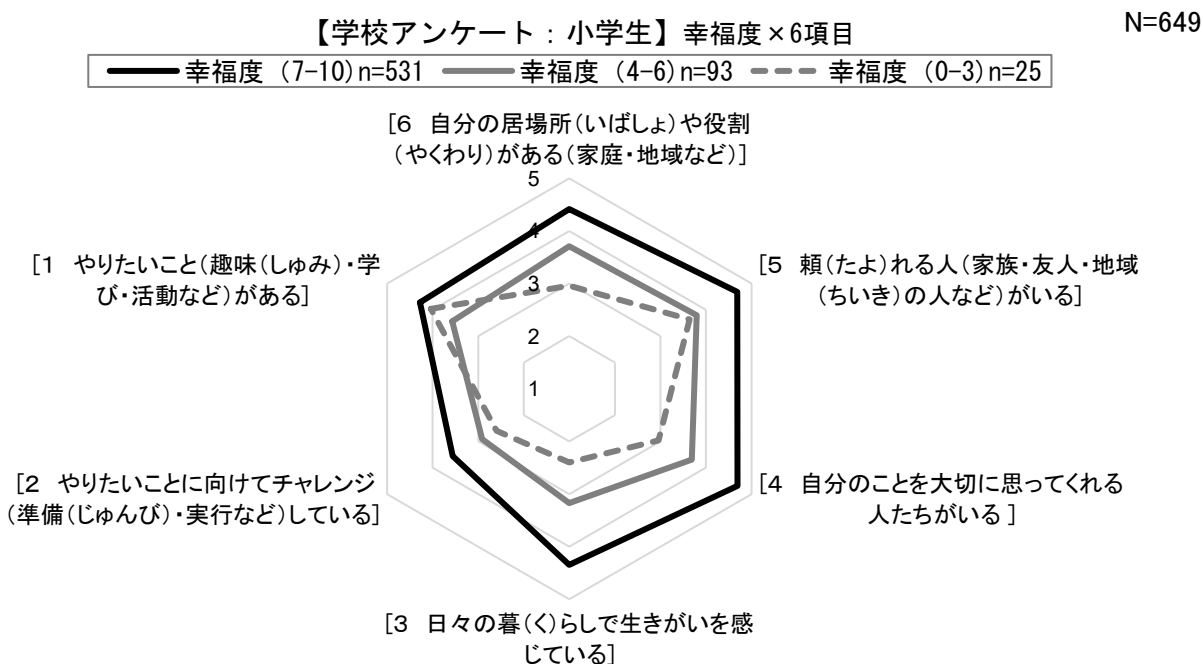 N=649
【学校アンケート：小学生】幸福度×6項目
幸福度 (7-10)n=531 幸福度 (4-6)n=93 幸福度 (0-3)n=25
[6 自分の居場所(いばしょ)や役割
(やくわり)がある(家庭・地域など)]
5
4
3
2
1
[1 やりたいこと(趣味(しゅみ)・学
び・活動など)がある]
[5 頼(たよ)れる人(家族・友人・地域
(ちいき)の人など)がいる]
[2 やりたいことに向けてチャレンジ
(準備(じゅんび)・実行など)している]
[4 自分のことを大切に思ってくれる
人たちがいる ]
[3 日々の暮(く)らしで生きがいを感
じている]